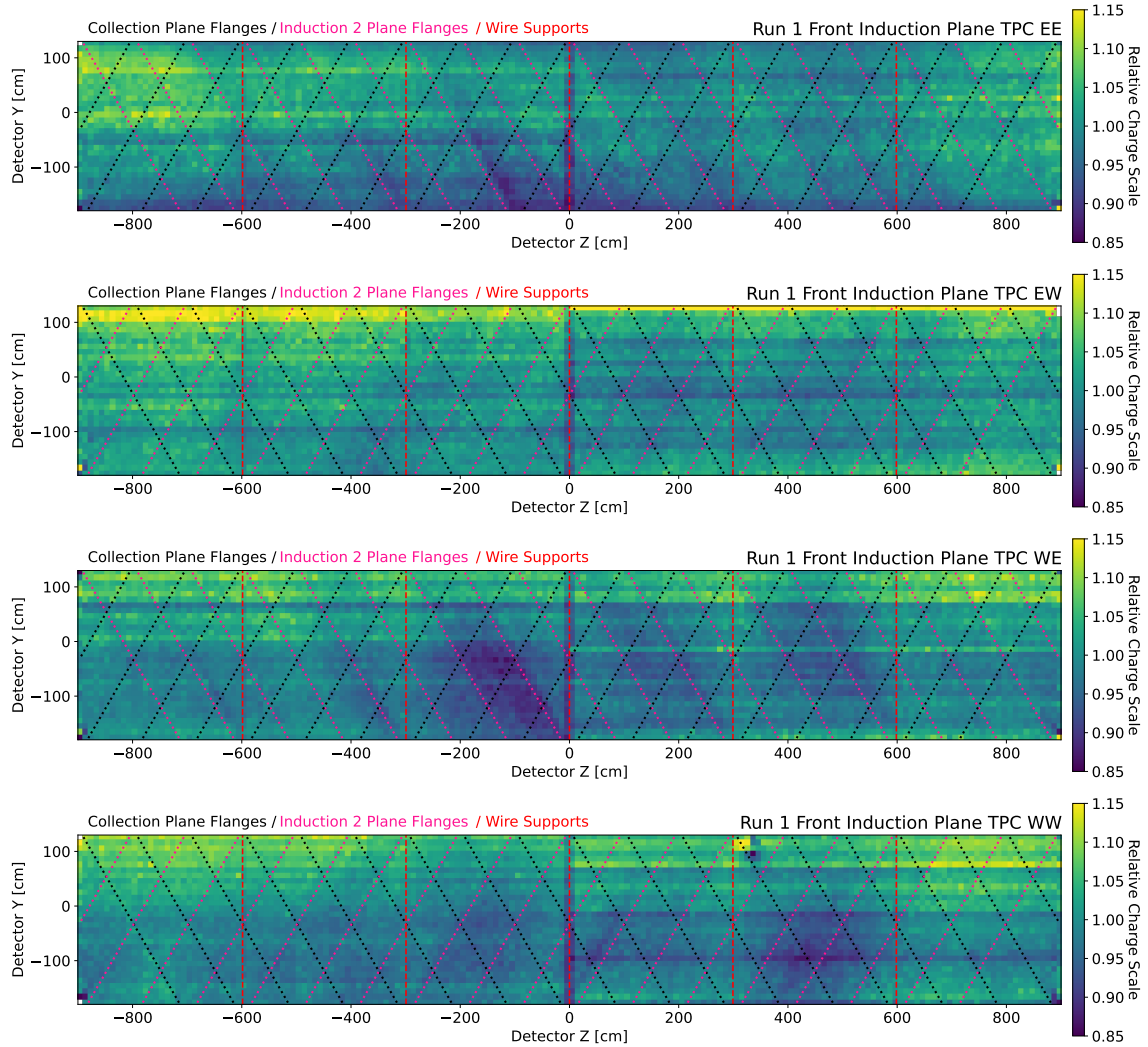 Collection Plane Flanges / Induction 2 Plane Flanges / Wire Supports
Run 1 Front Induction Plane TPC EE
Detector Y [cm]
100
0
−100
−800 −600 −400 −200 0 200 400 600 800
Detector Z [cm]
1.15
1.10
1.05
1.00
0.95
0.90
0.85
Relative Charge Scale
Collection Plane Flanges / Induction 2 Plane Flanges / Wire Supports
Run 1 Front Induction Plane TPC EW
Detector Y [cm]
100
0
−100
−800 −600 −400 −200 0 200 400 600 800
Detector Z [cm]
1.15
1.10
1.05
1.00
0.95
0.90
0.85
Relative Charge Scale
Collection Plane Flanges / Induction 2 Plane Flanges / Wire Supports
Run 1 Front Induction Plane TPC WE
Detector Y [cm]
100
0
−100
−800 −600 −400 −200 0 200 400 600 800
Detector Z [cm]
1.15
1.10
1.05
1.00
0.95
0.90
0.85
Relative Charge Scale
Collection Plane Flanges / Induction 2 Plane Flanges / Wire Supports
Run 1 Front Induction Plane TPC WW
Detector Y [cm]
100
0
−100
−800 −600 −400 −200 0 200 400 600 800
Detector Z [cm]
1.15
1.10
1.05
1.00
0.95
0.90
0.85
Relative Charge Scale